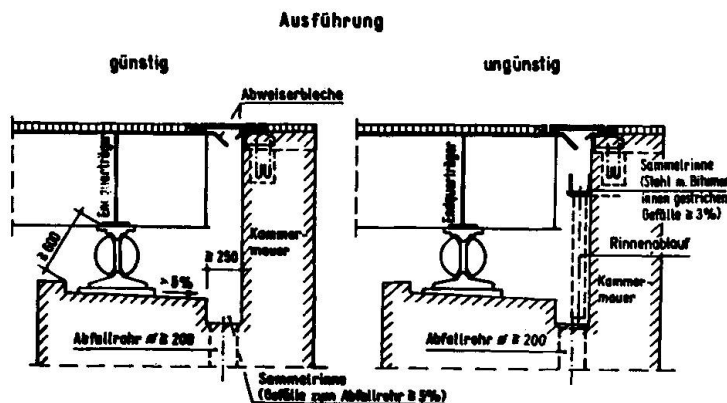 Ausführung
günstig
ungünstig
Abweiserbleche
Endquerträger
≧ 600
Kammer-
mauer
≧ 250
> 5%
Abfallrohr ⌀ ≧ 200
Sammelrinne
(Gefälle zum Abfallrohr ≧ 5%)
Endquerträger
Sammelrinne
(Stahl m. Bitumen
innen gestrichen
Gefälle ≧ 3%)
Rinnenablauf
Kammer-
mauer
Abfallrohr ⌀ ≧ 200